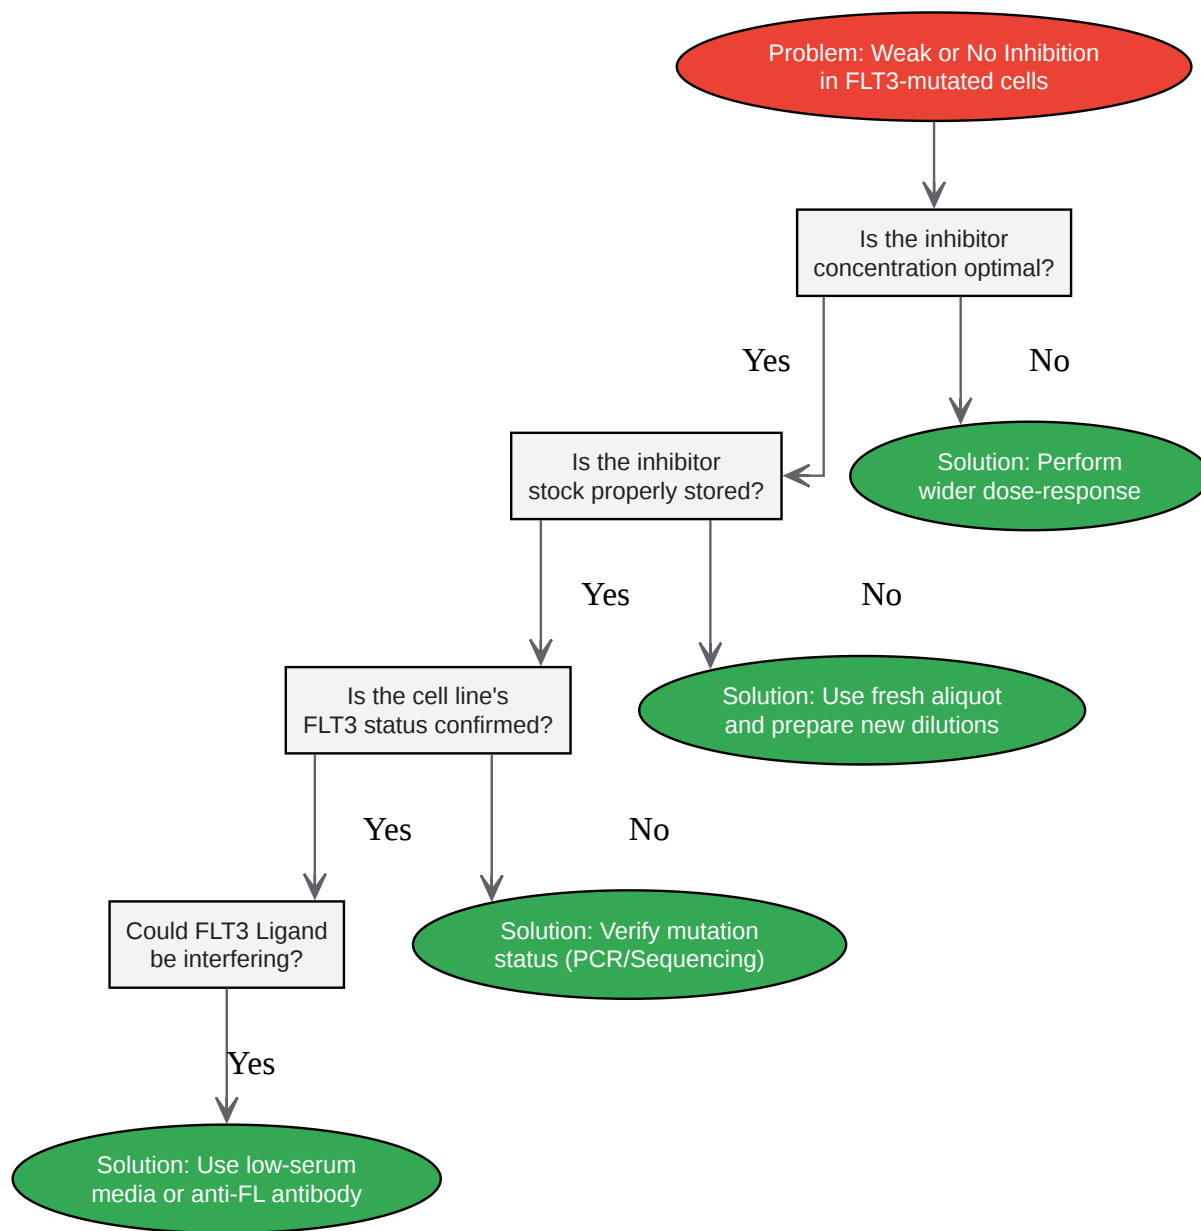 Problem: Weak or No Inhibition
in FLT3-mutated cells
Is the inhibitor
concentration optimal?
Yes
No
Is the inhibitor
stock properly stored?
Solution: Perform
wider dose-response
Yes
No
Is the cell line's
FLT3 status confirmed?
Solution: Use fresh aliquot
and prepare new dilutions
Yes
No
Could FLT3 Ligand
be interfering?
Solution: Verify mutation
status (PCR/Sequencing)
Yes
Solution: Use low-serum
media or anti-FL antibody